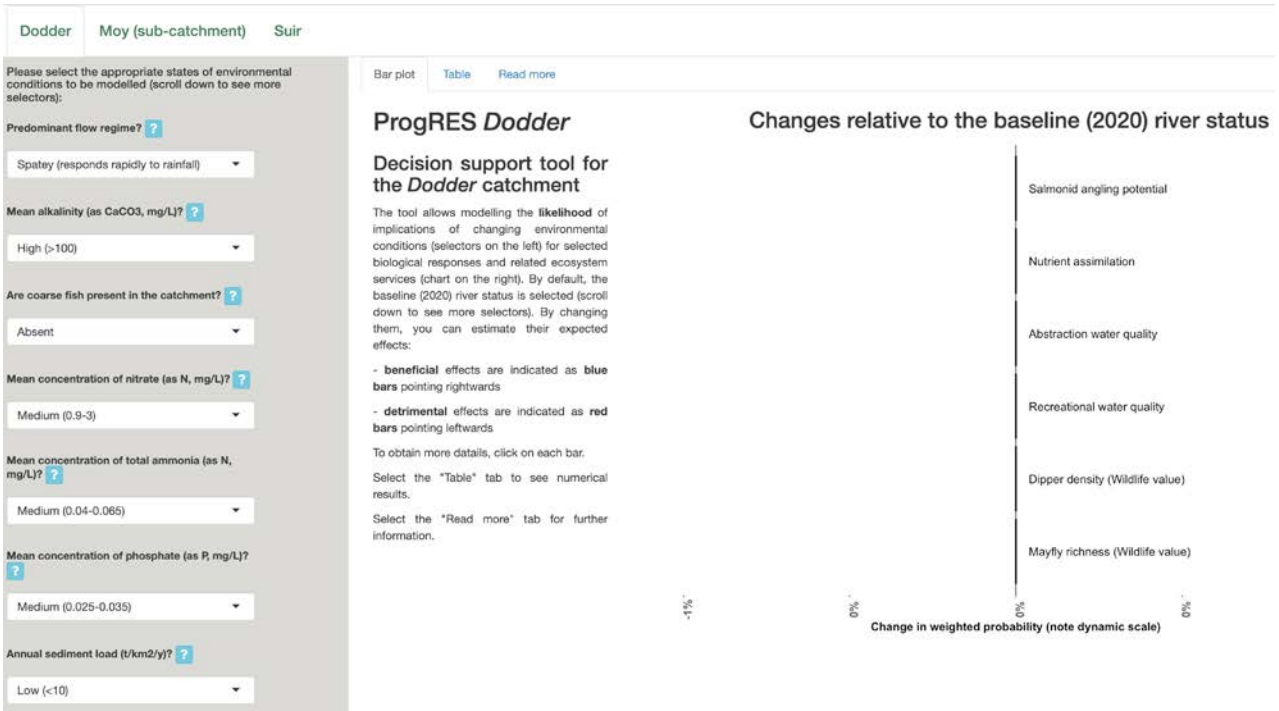 Dodder
Moy (sub-catchment)
Suir
Please select the appropriate states of environmental
conditions to be modelled (scroll down to see more
selectors):
Predominant flow regime? ?
Spatey (responds rapidly to rainfall)
Mean alkalinity (as CaCO3, mg/L)? ?
High (>100)
Are coarse fish present in the catchment? ?
Absent
Mean concentration of nitrate (as N, mg/L)? ?
Medium (0.9-3)
Mean concentration of total ammonia (as N,
mg/L)? ?
Medium (0.04-0.065)
Mean concentration of phosphate (as P, mg/L)?
?
Medium (0.025-0.035)
Annual sediment load (t/km2/y)? ?
Low (<10)
Bar plot
Table
Read more
ProgRES Dodder
Decision support tool for
the Dodder catchment
The tool allows modelling the likelihood of
implications of changing environmental
conditions (selectors on the left) for selected
biological responses and related ecosystem
services (chart on the right). By default, the
baseline (2020) river status is selected (scroll
down to see more selectors). By changing
them, you can estimate their expected
effects:
- beneficial effects are indicated as blue
bars pointing rightwards
- detrimental effects are indicated as red
bars pointing leftwards
To obtain more datails, click on each bar.
Select the "Table" tab to see numerical
results.
Select the "Read more" tab for further
information.
Changes relative to the baseline (2020) river status
Salmonid angling potential
Nutrient assimilation
Abstraction water quality
Recreational water quality
Dipper density (Wildlife value)
Mayfly richness (Wildlife value)
-1%
0%
0%
0%
Change in weighted probability (note dynamic scale)